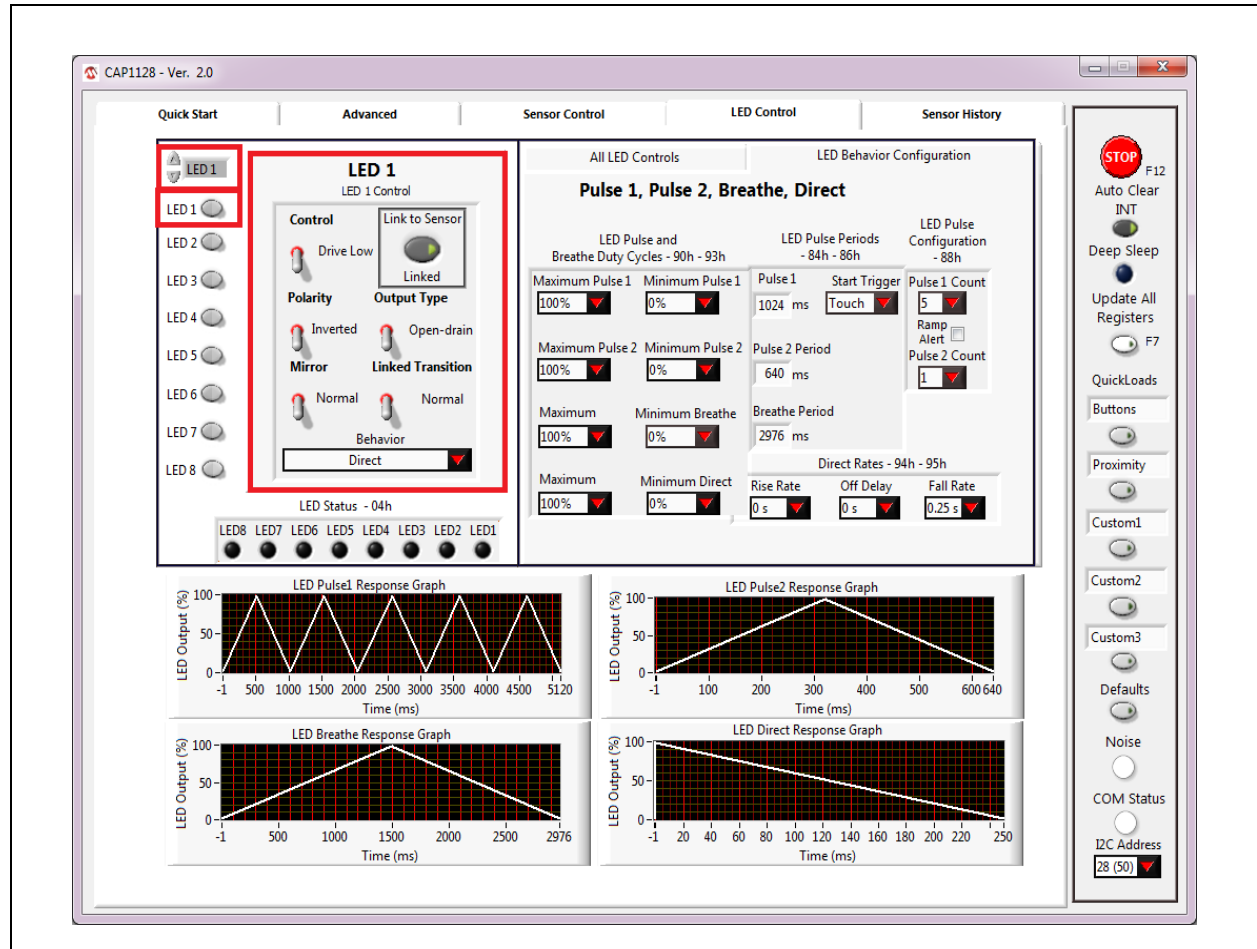 CAP1128 - Ver. 2.0
Quick Start
Advanced
Sensor Control
LED Control
Sensor History
LED 1
LED 1
LED 2
LED 3
LED 4
LED 5
LED 6
LED 7
LED 8
LED 1
LED 1 Control
Control
Link to Sensor
Drive Low
Linked
Polarity
Output Type
Inverted
Open-drain
Mirror
Linked Transition
Normal
Normal
Behavior
Direct
LED Status - 04h
LED8 LED7 LED6 LED5 LED4 LED3 LED2 LED1
All LED Controls
LED Behavior Configuration
Pulse 1, Pulse 2, Breathe, Direct
LED Pulse and
Breathe Duty Cycles - 90h - 93h
Maximum Pulse 1 Minimum Pulse 1
100% 0%
Maximum Pulse 2 Minimum Pulse 2
100% 0%
Maximum Minimum Breathe
100% 0%
Maximum Minimum Direct
100% 0%
LED Pulse Periods
- 84h - 86h
Pulse 1 Start Trigger
1024 ms Touch
Pulse 2 Period
640 ms
Breathe Period
2976 ms
LED Pulse
Configuration
- 88h
Pulse 1 Count
5
Ramp
Alert
Pulse 2 Count
1
Direct Rates - 94h - 95h
Rise Rate Off Delay Fall Rate
0 s 0 s 0.25 s
LED Pulse1 Response Graph
LED Output (%)
100
50
0
-1 500 1000 1500 2000 2500 3000 3500 4000 4500 5120
Time (ms)
LED Pulse2 Response Graph
LED Output (%)
100
50
0
-1 100 200 300 400 500 600 640
Time (ms)
LED Breathe Response Graph
LED Output (%)
100
50
0
-1 500 1000 1500 2000 2500 2976
Time (ms)
LED Direct Response Graph
LED Output (%)
100
50
0
-1 20 40 60 80 100 120 140 160 180 200 220 250
Time (ms)
STOP
F12
Auto Clear
INT
Deep Sleep
Update All
Registers
F7
QuickLoads
Buttons
Proximity
Custom1
Custom2
Custom3
Defaults
Noise
COM Status
I2C Address
28 (50)